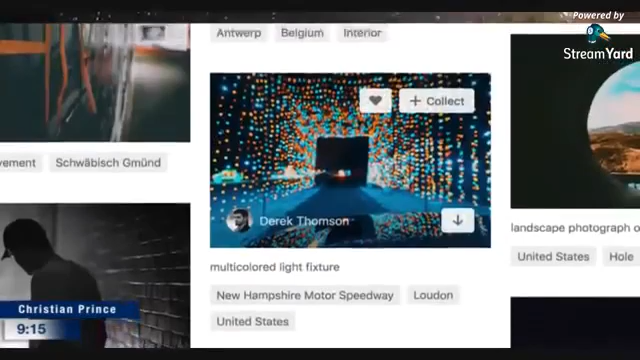 Powered by
StreamYard
Antwerp
Belgium
Interior
Collect
Derek Thomson
vement
Schwäbisch Gmünd
multicolored light fixture
New Hampshire Motor Speedway
Loudon
United States
landscape photograph o
United States
Hole
Christian Prince
9:15